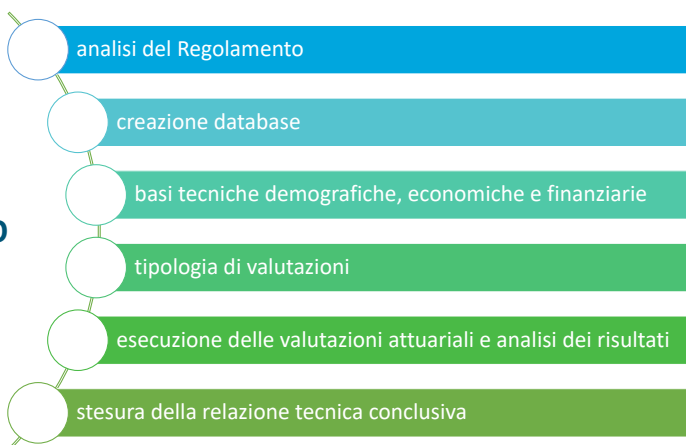 analisi del Regolamento
creazione database
basi tecniche demografiche, economiche e finanziarie
o
tipologia di valutazioni
esecuzione delle valutazioni attuariali e analisi dei risultati
stesura della relazione tecnica conclusiva